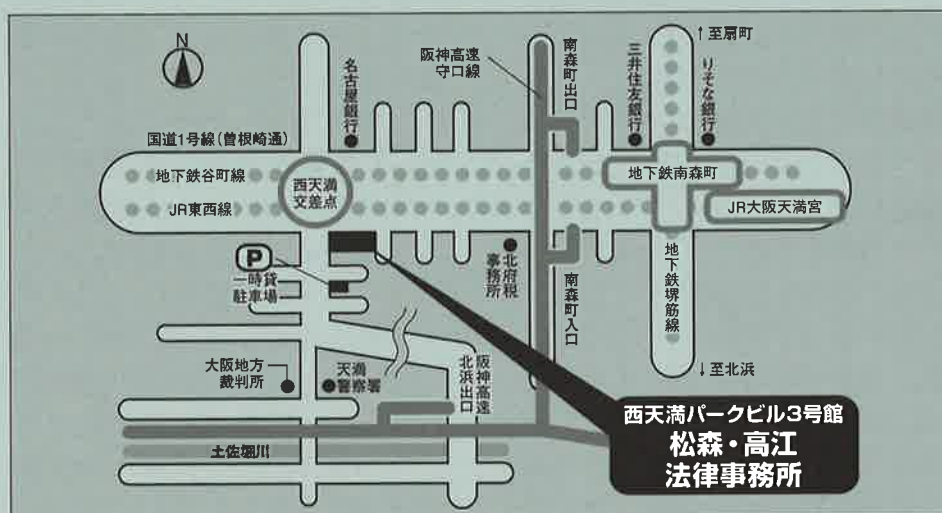 N
国道1号線(曽根崎通)
名古屋銀行
阪神高速
守口線
南森町出口
三井住友銀行
りそな銀行
↑至扇町
地下鉄谷町線
JR東西線
西天満
交差点
地下鉄南森町
JR大阪天満宮
P
一時貸
駐車場
北府税
事務所
南森町入口
地下鉄堺筋線
↓至北浜
大阪地方
裁判所
天満
警察署
阪神高速
北浜出口
土佐堀川
西天満パークビル3号館
松森・高江
法律事務所